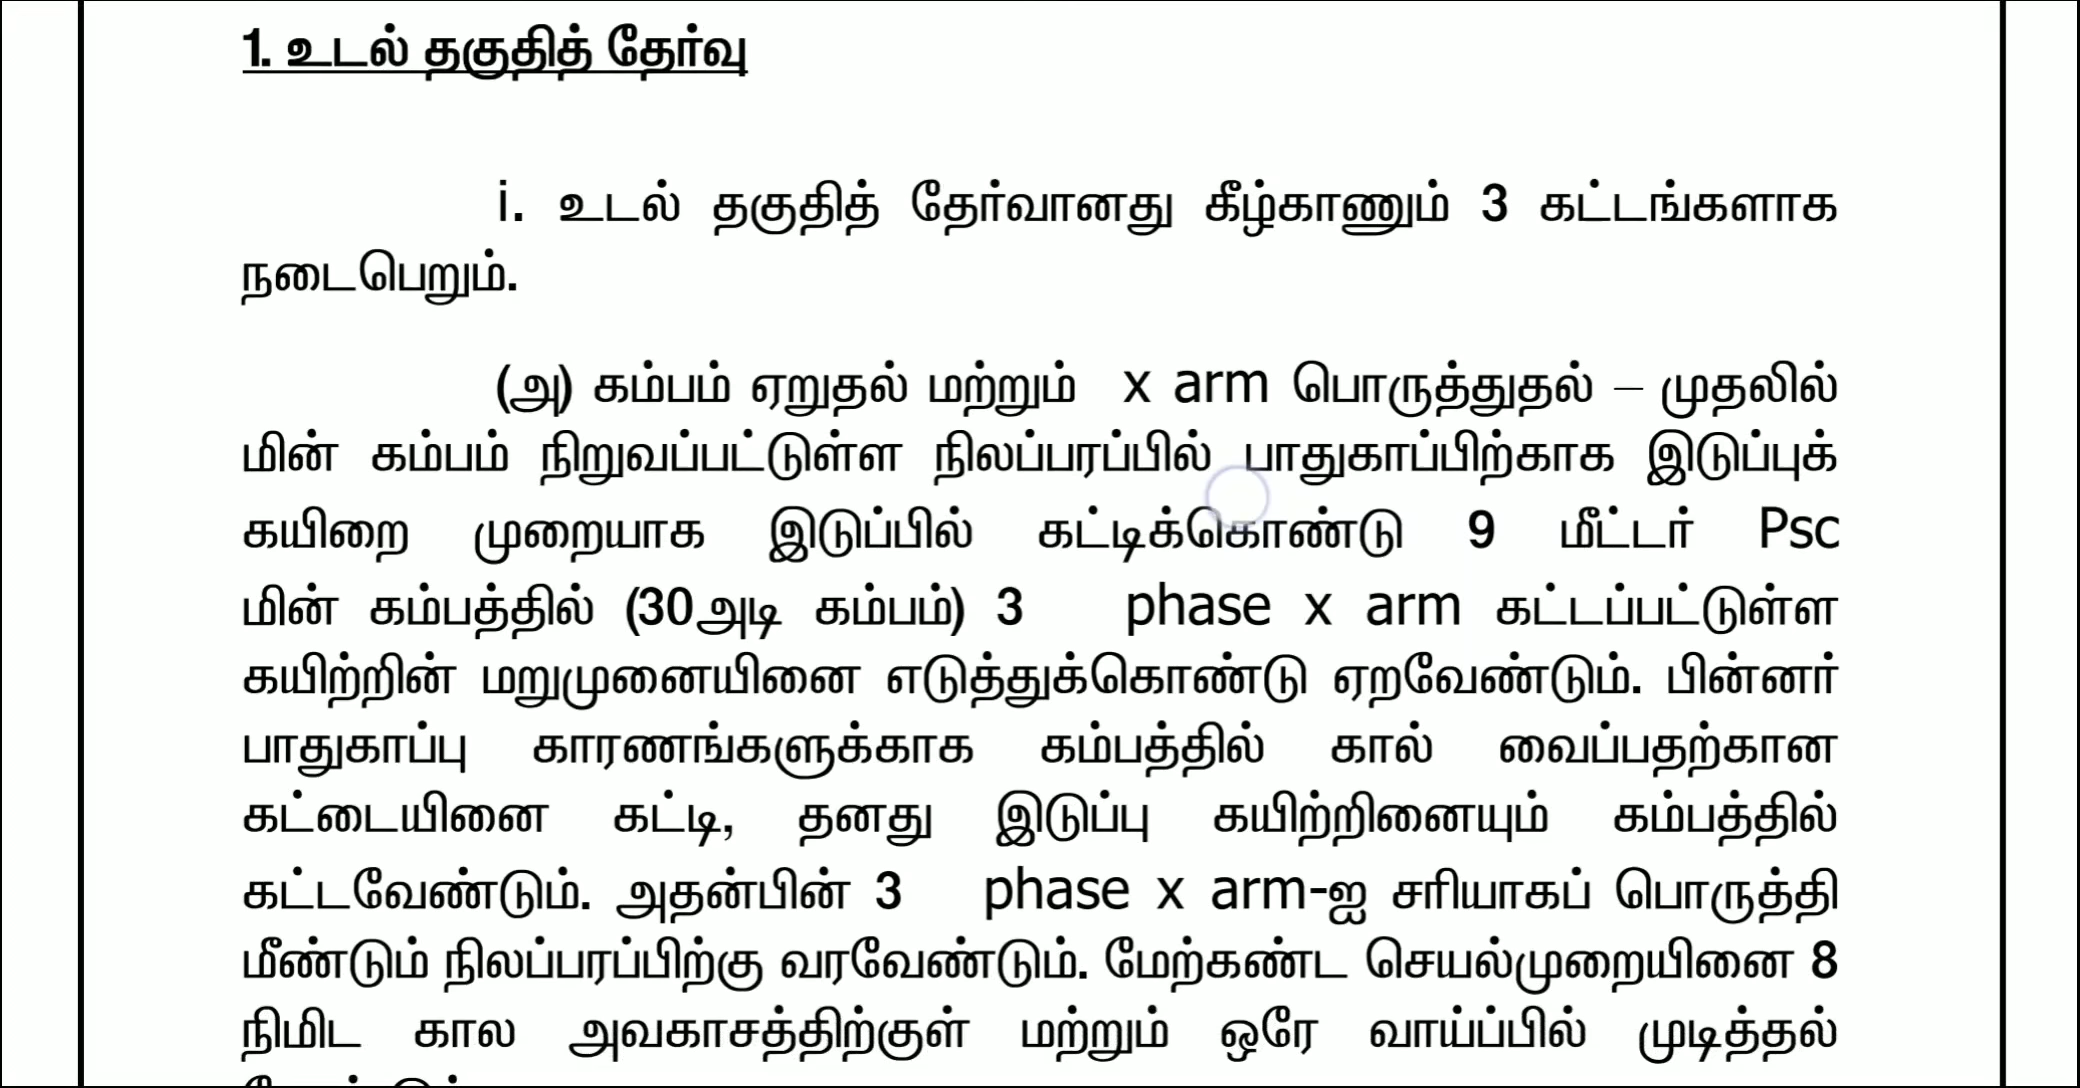 1. உடல் தகுதித் தேர்வு
i. உடல் தகுதித் தேர்வானது கீழ்காணும் 3 கட்டங்களாக
நடைபெறும்.
(அ) கம்பம் ஏறுதல் மற்றும் x arm பொருத்துதல் – முதலில்
மின் கம்பம் நிறுவப்பட்டுள்ள நிலப்பரப்பில் பாதுகாப்பிற்காக இடுப்புக்
கயிறை முறையாக இடுப்பில் கட்டிக்கொண்டு 9 மீட்டர் Psc
மின் கம்பத்தில் (30அடி கம்பம்) 3 phase x arm கட்டப்பட்டுள்ள
கயிற்றின் மறுமுனையினை எடுத்துக்கொண்டு ஏறவேண்டும். பின்னர்
பாதுகாப்பு காரணங்களுக்காக கம்பத்தில் கால் வைப்பதற்கான
கட்டையினை கட்டி, தனது இடுப்பு கயிற்றினையும் கம்பத்தில்
கட்டவேண்டும். அதன்பின் 3 phase x arm-ஐ சரியாகப் பொருத்தி
மீண்டும் நிலப்பரப்பிற்கு வரவேண்டும். மேற்கண்ட செயல்முறையினை 8
நிமிட கால அவகாசத்திற்குள் மற்றும் ஒரே வாய்ப்பில் முடித்தல்